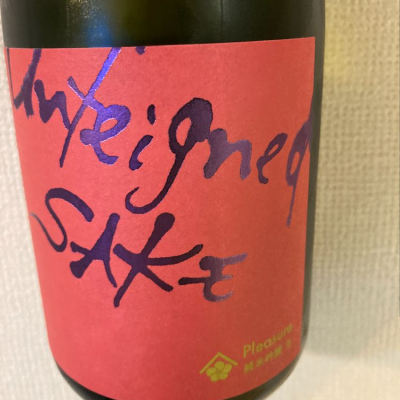 Unfeigned
SAKE
Pleasure
純米吟醸